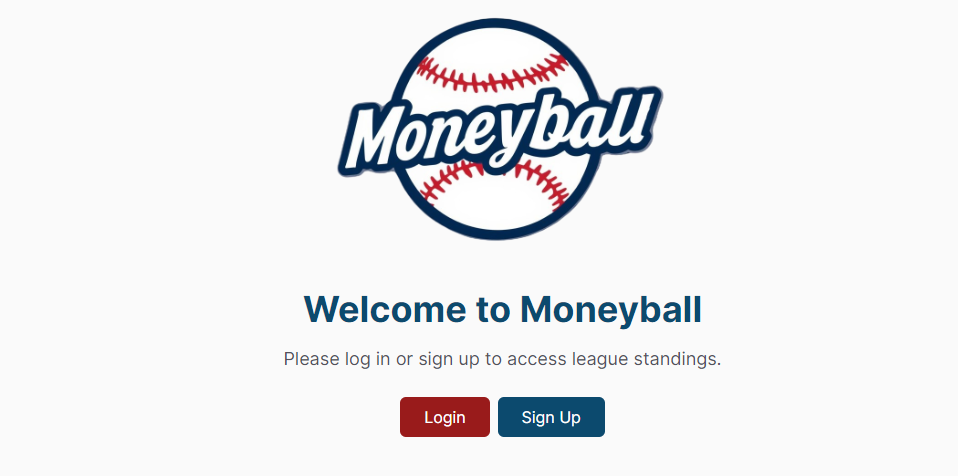 Moneyball
Welcome to Moneyball
Please log in or sign up to access league standings.
Login Sign Up